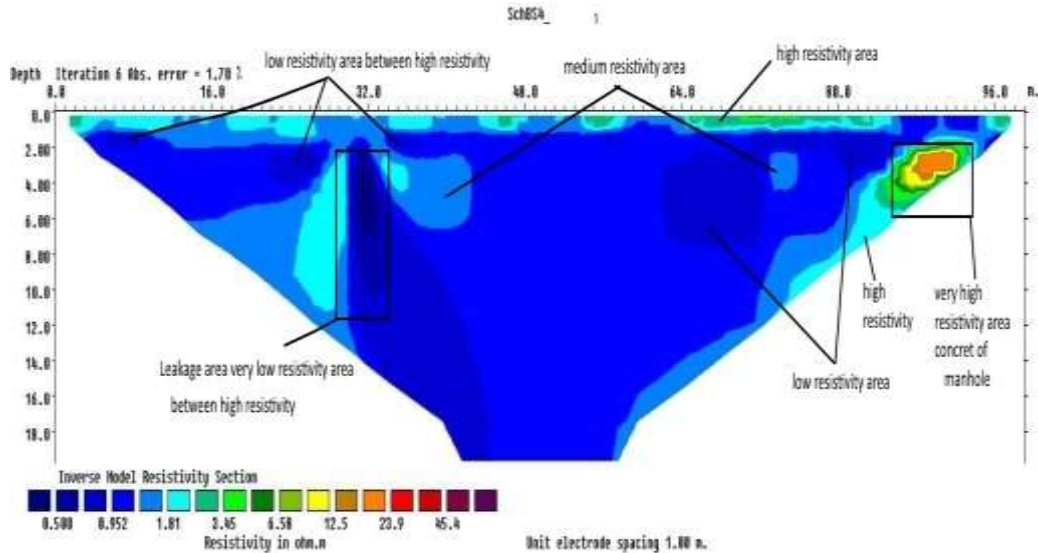 SchBS4_
low resistivity area between high resistivity
medium resistivity area
high resistivity area
Depth Iteration 6 Abs. error = 1.70 %
0.0 16.0 32.0 48.0 64.0 80.0 96.0 m.
0.0
2.00
4.00
6.00
8.00
10.0
12.0
14.0
16.0
18.0
high
resistivity
very high
resistivity area
concret of
manhole
Leakage area very low resistivity area
between high resistivity
low resistivity area
Inverse Model Resistivity Section
0.500 0.952 1.81 3.45 6.50 12.5 23.9 45.4
Resistivity in ohm.m
Unit electrode spacing 1.00 m.